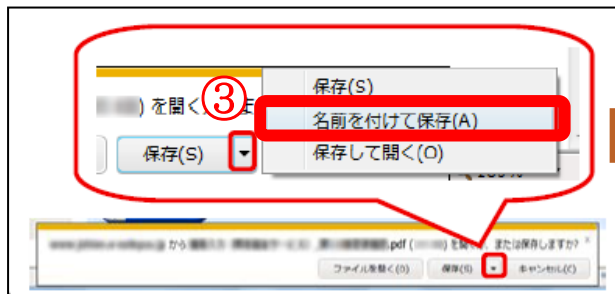 保存(S)
③
) を開く
ま
名前を付けて保存(A)
保存(S)
保存して開く(O)
から
.pdf (
) を開く、または保存しますか?
ファイルを開く(O)
保存(S)
キャンセル(C)